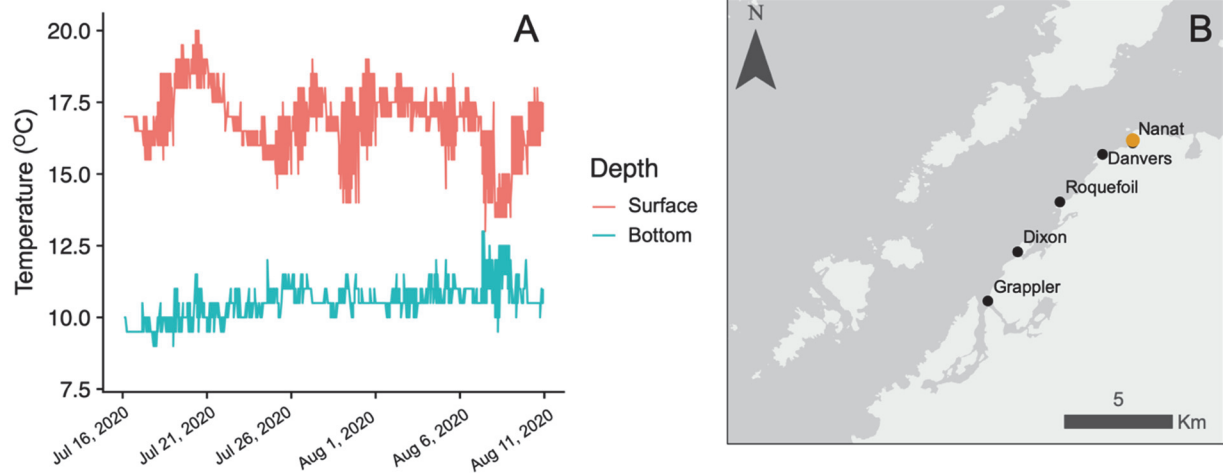 A
Temperature (OC)
20.0
17.5
15.0
12.5
10.0
7.5
Jul 16, 2020
Jul 21, 2020
Jul 26, 2020
Aug 1, 2020
Aug 6, 2020
Aug 11, 2020
Depth
Surface
Bottom
B
N
Nanat
Danvers
Roquefoil
Dixon
Grappler
5
Km